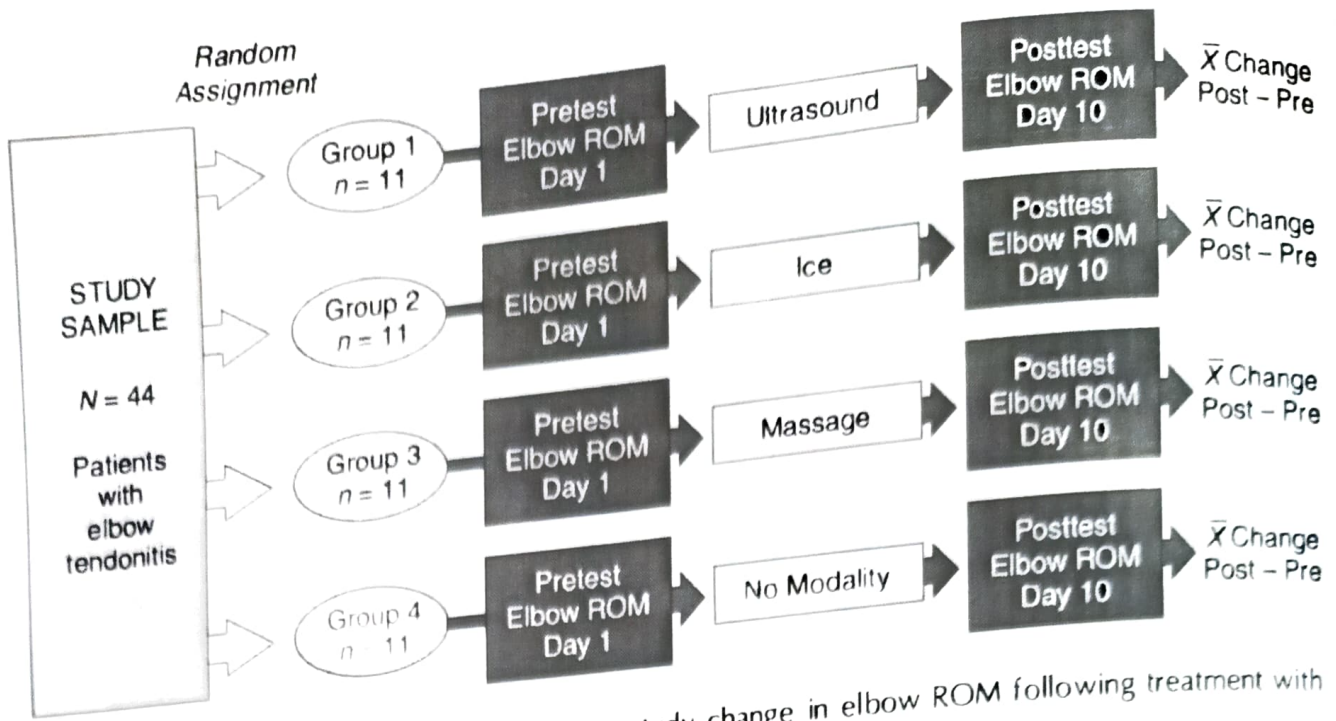 Random
Assignment
STUDY
SAMPLE
N = 44
Patients
with
elbow
tendonitis
Group 1
n = 11
Pretest
Elbow ROM
Day 1
Ultrasound
Posttest
Elbow ROM
Day 10
X̄ Change
Post – Pre
Group 2
n = 11
Pretest
Elbow ROM
Day 1
Ice
Posttest
Elbow ROM
Day 10
X̄ Change
Post – Pre
Group 3
n = 11
Pretest
Elbow ROM
Day 1
Massage
Posttest
Elbow ROM
Day 10
X̄ Change
Post – Pre
Group 4
n = 11
Pretest
Elbow ROM
Day 1
No Modality
Posttest
Elbow ROM
Day 10
X̄ Change
Post – Pre
change in elbow ROM following treatment with